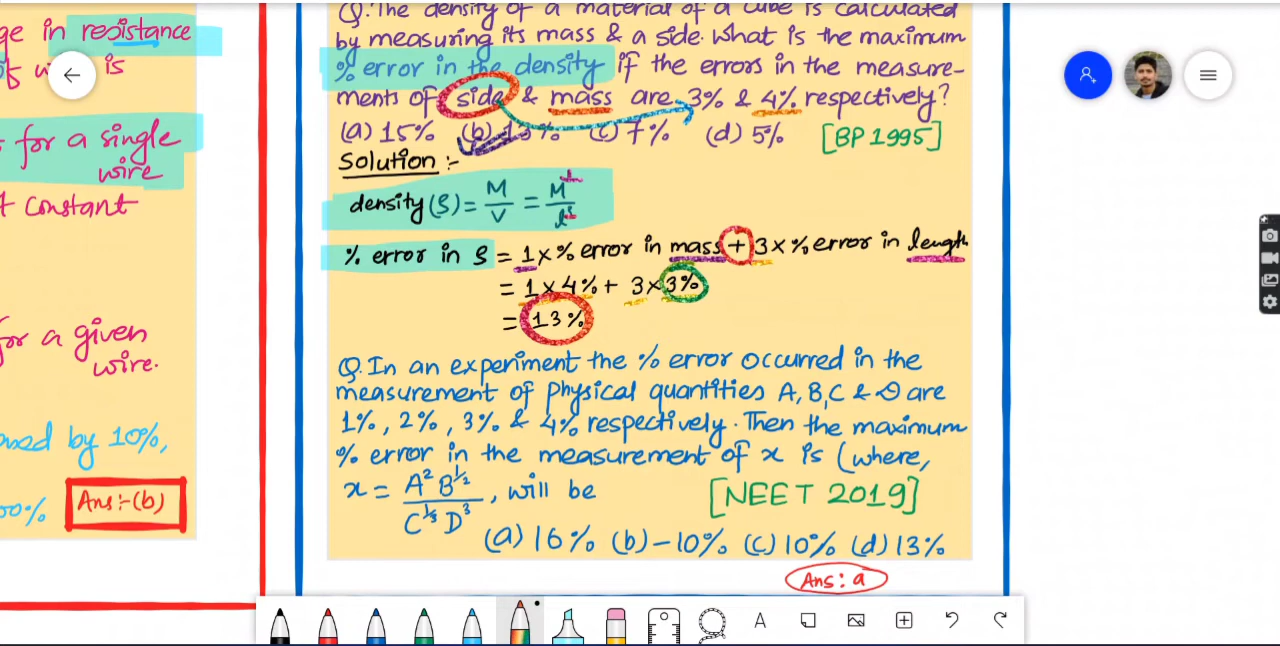 ge in resistance
is
for a single
wire
t constant
for a given
wire.
by 10%,
00% Ans:-(b)
Q. The density of a material of a cube is calculated
by measuring its mass & a side. What is the maximum
% error in the density if the errors in the measure-
ments of side & mass are 3% & 4% respectively?
(a) 15% (b) 13% (c) 7% (d) 5% [BP 1995]
Solution :-
density (ρ) = M/V = M¹/l³
% error in ρ = 1 x % error in mass + 3 x % error in length
= 1 x 4% + 3 x 3%
= 13%
Q. In an experiment the % error occurred in the
measurement of physical quantities A, B, C & D are
1%, 2%, 3% & 4% respectively. Then the maximum
% error in the measurement of x is (where,
x = A² B^½ / C^⅓ D³, will be [NEET 2019]
(a) 16% (b) -10% (c) 10% (d) 13%
Ans: a
A